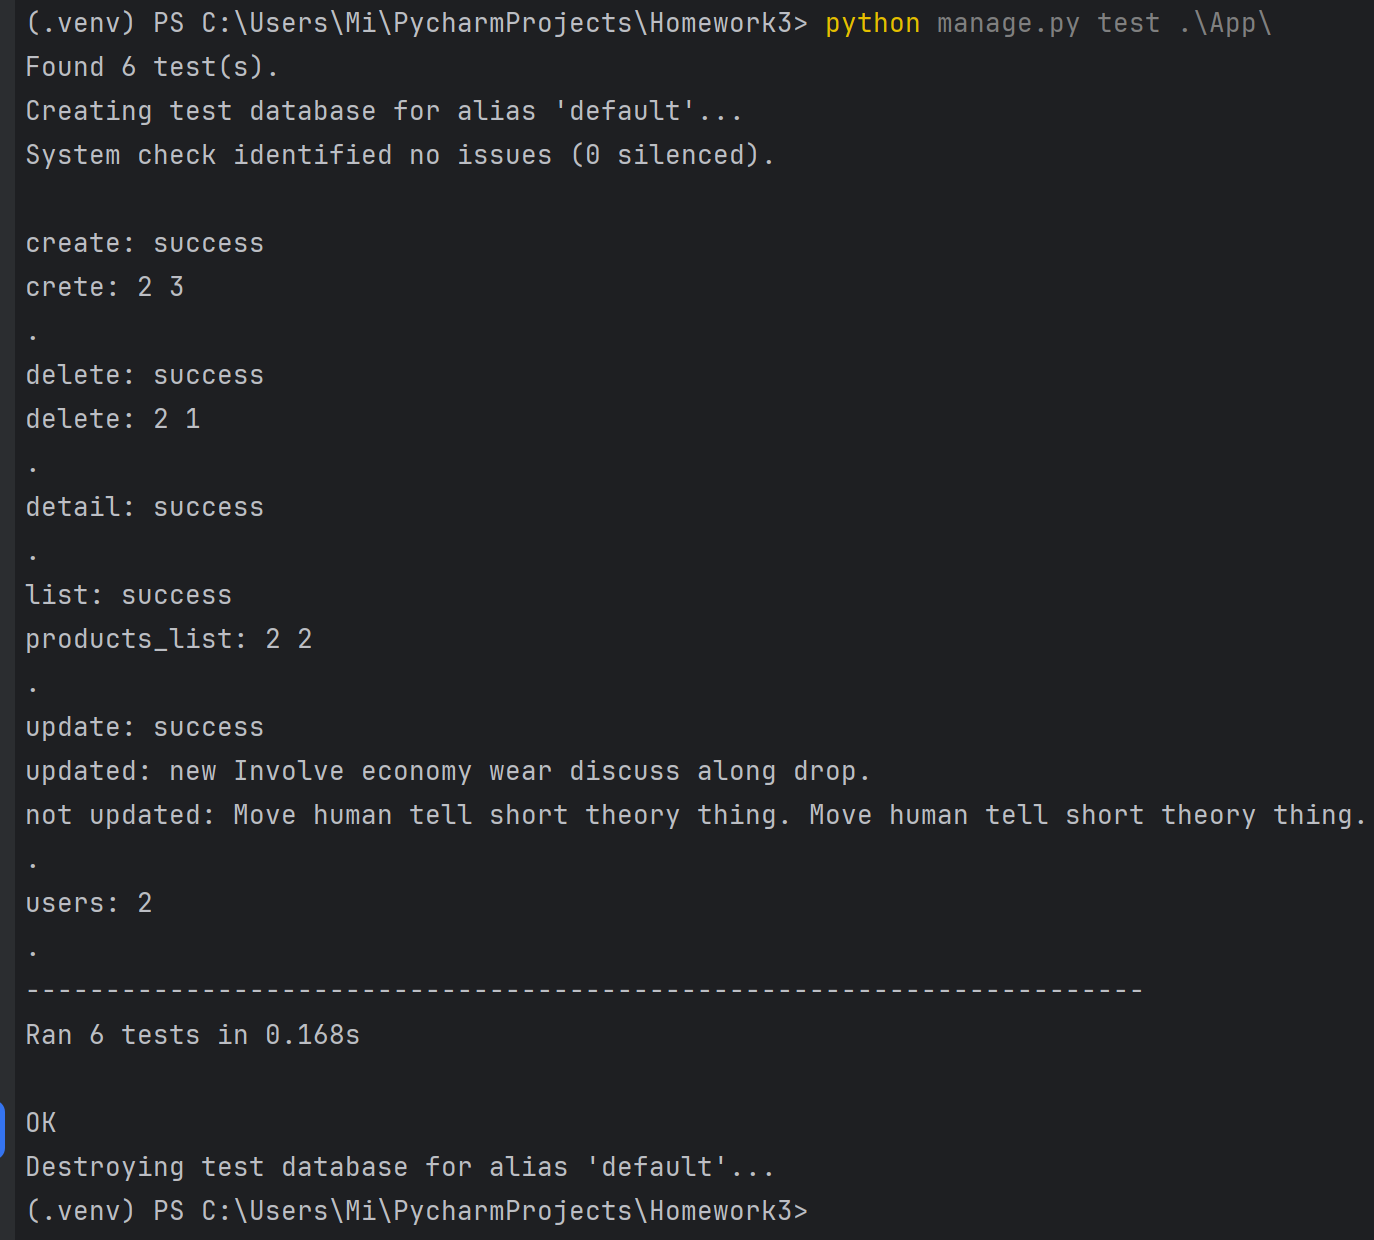 (.venv) PS C:\Users\Mi\PycharmProjects\Homework3> python manage.py test .\App\
Found 6 test(s).
Creating test database for alias 'default'...
System check identified no issues (0 silenced).
create: success
crete: 2 3
.
delete: success
delete: 2 1
.
detail: success
.
list: success
products_list: 2 2
.
update: success
updated: new Involve economy wear discuss along drop.
not updated: Move human tell short theory thing. Move human tell short theory thing.
.
users: 2
.
----------------------------------------------------------------------
Ran 6 tests in 0.168s
OK
Destroying test database for alias 'default'...
(.venv) PS C:\Users\Mi\PycharmProjects\Homework3>